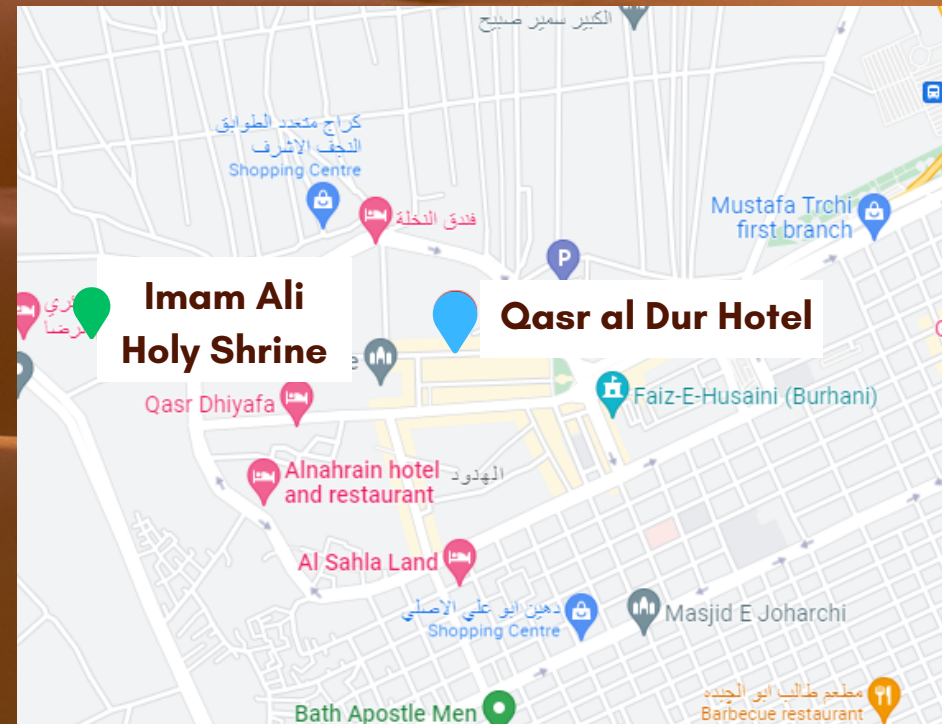 الكبير سمير صبيح
كراج متعدد الطوابق
النجف الاشرف
Shopping Centre
فندق النخلة
Mustafa Trchi
first branch
P
Imam Ali
Holy Shrine
Qasr al Dur Hotel
Qasr Dhiyafa
Faiz-E-Husaini (Burhani)
Alnahrain hotel
and restaurant
الهنود
Al Sahla Land
دهين ابو علي الاصلي
Shopping Centre
Masjid E Joharchi
Bath Apostle Men
مطعم طالب ابو الجبده
Barbecue restaurant